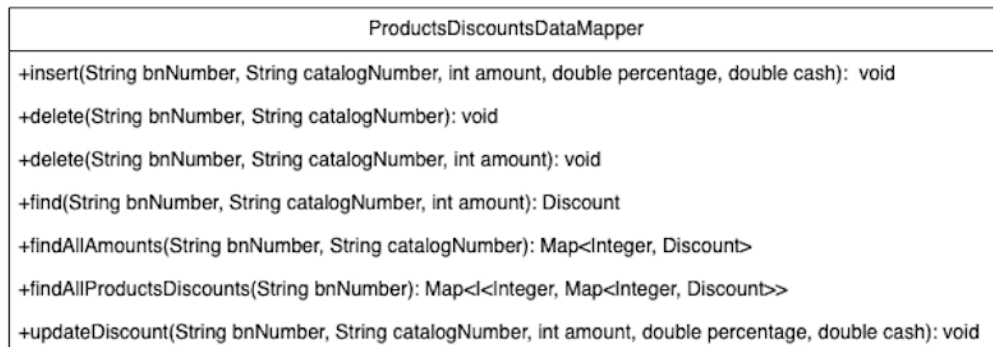 ProductsDiscountsDataMapper
+insert(String bnNumber, String catalogNumber, int amount, double percentage, double cash): void
+delete(String bnNumber, String catalogNumber): void
+delete(String bnNumber, String catalogNumber, int amount): void
+find(String bnNumber, String catalogNumber, int amount): Discount
+findAllAmounts(String bnNumber, String catalogNumber): Map<Integer, Discount>
+findAllProductsDiscounts(String bnNumber): Map<I<Integer, Map<Integer, Discount>>
+updateDiscount(String bnNumber, String catalogNumber, int amount, double percentage, double cash): void